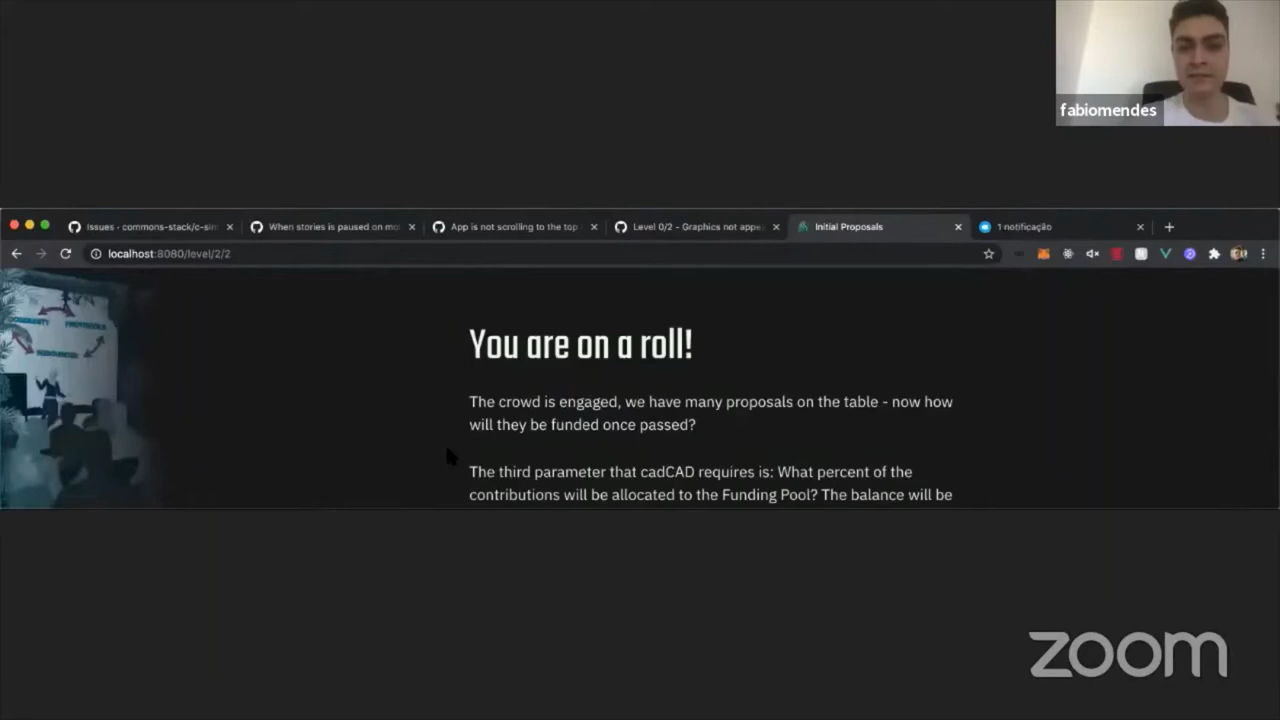 fabiomendes
Issues - commons-stack/c-sim
When stories is paused on mo
App is not scrolling to the top
Level 0/2 - Graphics not appe
Initial Proposals
1 notificação
localhost:8080/level/2/2
You are on a roll!
The crowd is engaged, we have many proposals on the table - now how
will they be funded once passed?
The third parameter that cadCAD requires is: What percent of the
contributions will be allocated to the Funding Pool? The balance will be
zoom